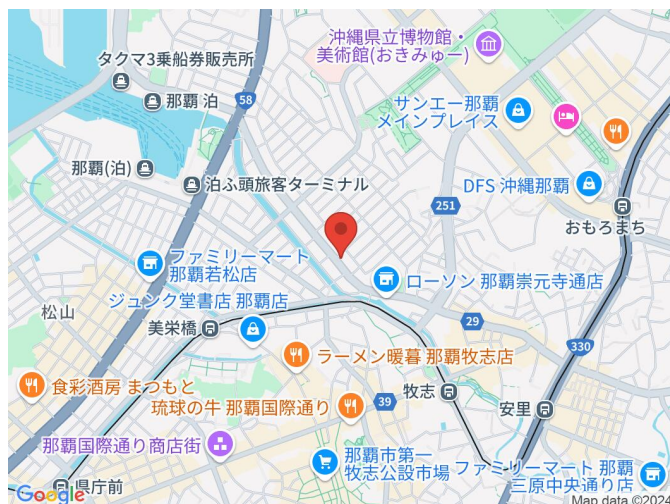 沖縄県立博物館・
美術館(おきみゅー)
タクマ3乗船券販売所
那覇 泊
58
サンエー那覇
メインプレイス
那覇(泊)
泊ふ頭旅客ターミナル
DFS 沖縄那覇
251
おもろまち
ファミリーマート
那覇若松店
ローソン 那覇崇元寺通店
ジュンク堂書店 那覇店
松山
美栄橋
29
330
ラーメン暖暮 那覇牧志店
食彩酒房 まつもと
牧志
琉球の牛 那覇国際通り
39
安里
那覇国際通り商店街
那覇市第一
牧志公設市場
ファミリーマート 那覇
三原中央通り店
県庁前
Google
Map data ©2024